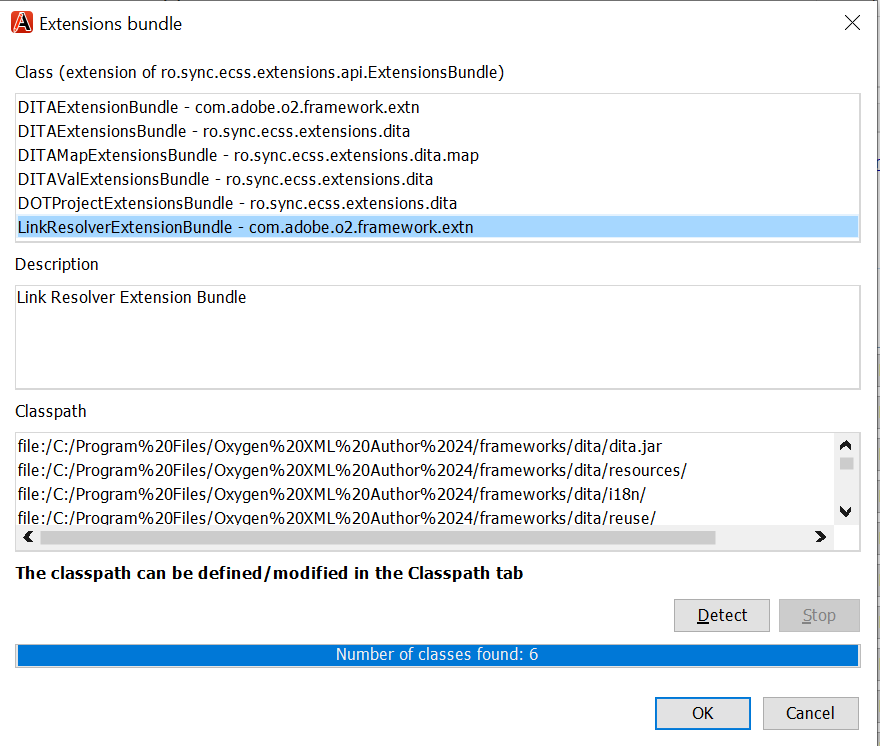 Extensions bundle
Class (extension of ro.sync.ecss.extensions.api.ExtensionsBundle)
DITAExtensionBundle - com.adobe.o2.framework.extn
DITAExtensionsBundle - ro.sync.ecss.extensions.dita
DITAMapExtensionsBundle - ro.sync.ecss.extensions.dita.map
DITAValExtensionsBundle - ro.sync.ecss.extensions.dita
DOTProjectExtensionsBundle - ro.sync.ecss.extensions.dita
LinkResolverExtensionBundle - com.adobe.o2.framework.extn
Description
Link Resolver Extension Bundle
Classpath
file:/C:/Program%20Files/Oxygen%20XML%20Author%2024/frameworks/dita/dita.jar
file:/C:/Program%20Files/Oxygen%20XML%20Author%2024/frameworks/dita/resources/
file:/C:/Program%20Files/Oxygen%20XML%20Author%2024/frameworks/dita/i18n/
file:/C:/Program%20Files/Oxygen%20XML%20Author%2024/frameworks/dita/reuse/
The classpath can be defined/modified in the Classpath tab
Detect
Stop
Number of classes found: 6
OK
Cancel